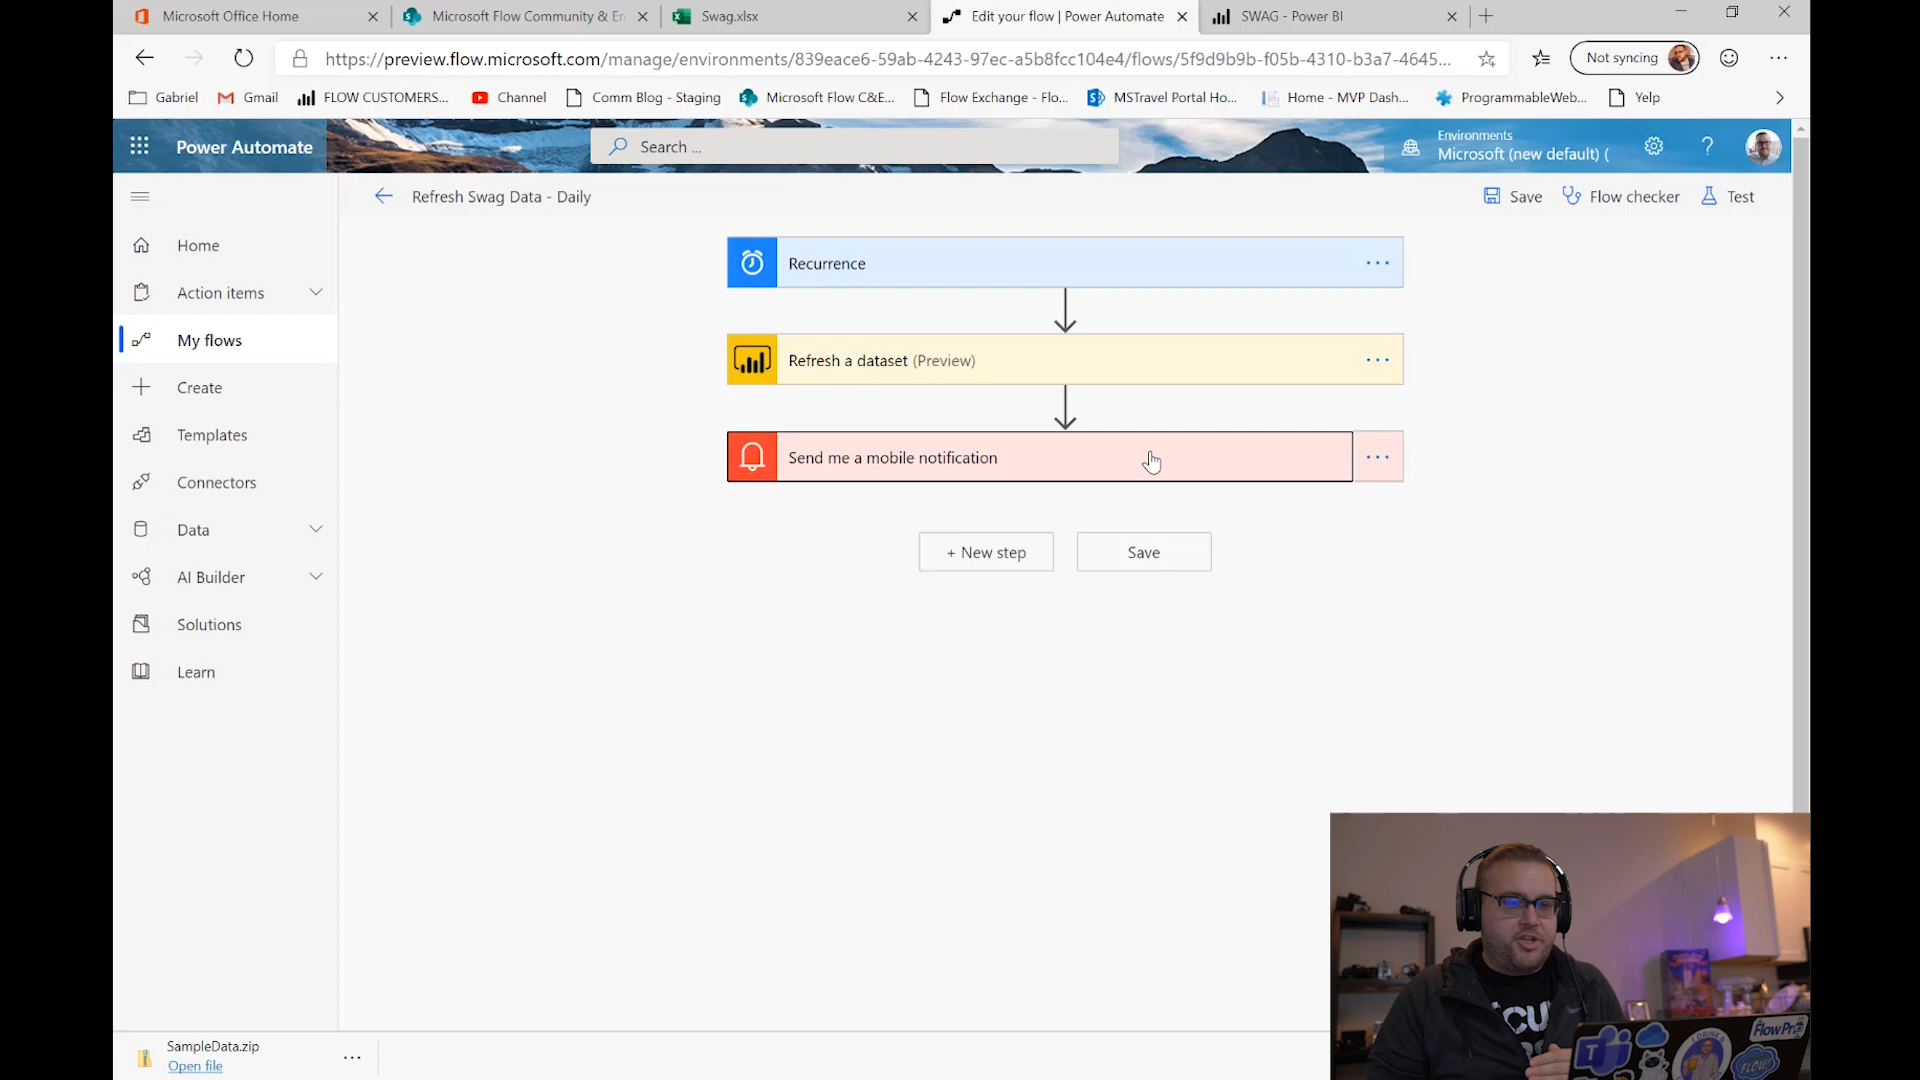 Microsoft Office Home
Microsoft Flow Community & En
Swag.xlsx
Edit your flow | Power Automate
SWAG - Power BI
https://preview.flow.microsoft.com/manage/environments/839eace6-59ab-4243-97ec-a5b8fcc104e4/flows/5f9d9b9b-f05b-4310-b3a7-4645...
Not syncing
Gabriel
Gmail
FLOW CUSTOMERS...
Channel
Comm Blog - Staging
Microsoft Flow C&E...
Flow Exchange - Flo...
MSTravel Portal Ho...
Home - MVP Dash...
ProgrammableWeb...
Yelp
Power Automate
Search ...
Environments
Microsoft (new default) (
Refresh Swag Data - Daily
Save
Flow checker
Test
Home
Action items
My flows
Create
Templates
Connectors
Data
AI Builder
Solutions
Learn
Recurrence
Refresh a dataset (Preview)
Send me a mobile notification
+ New step
Save
SampleData.zip
Open file
FlowPro
FLOW
I DRINK &